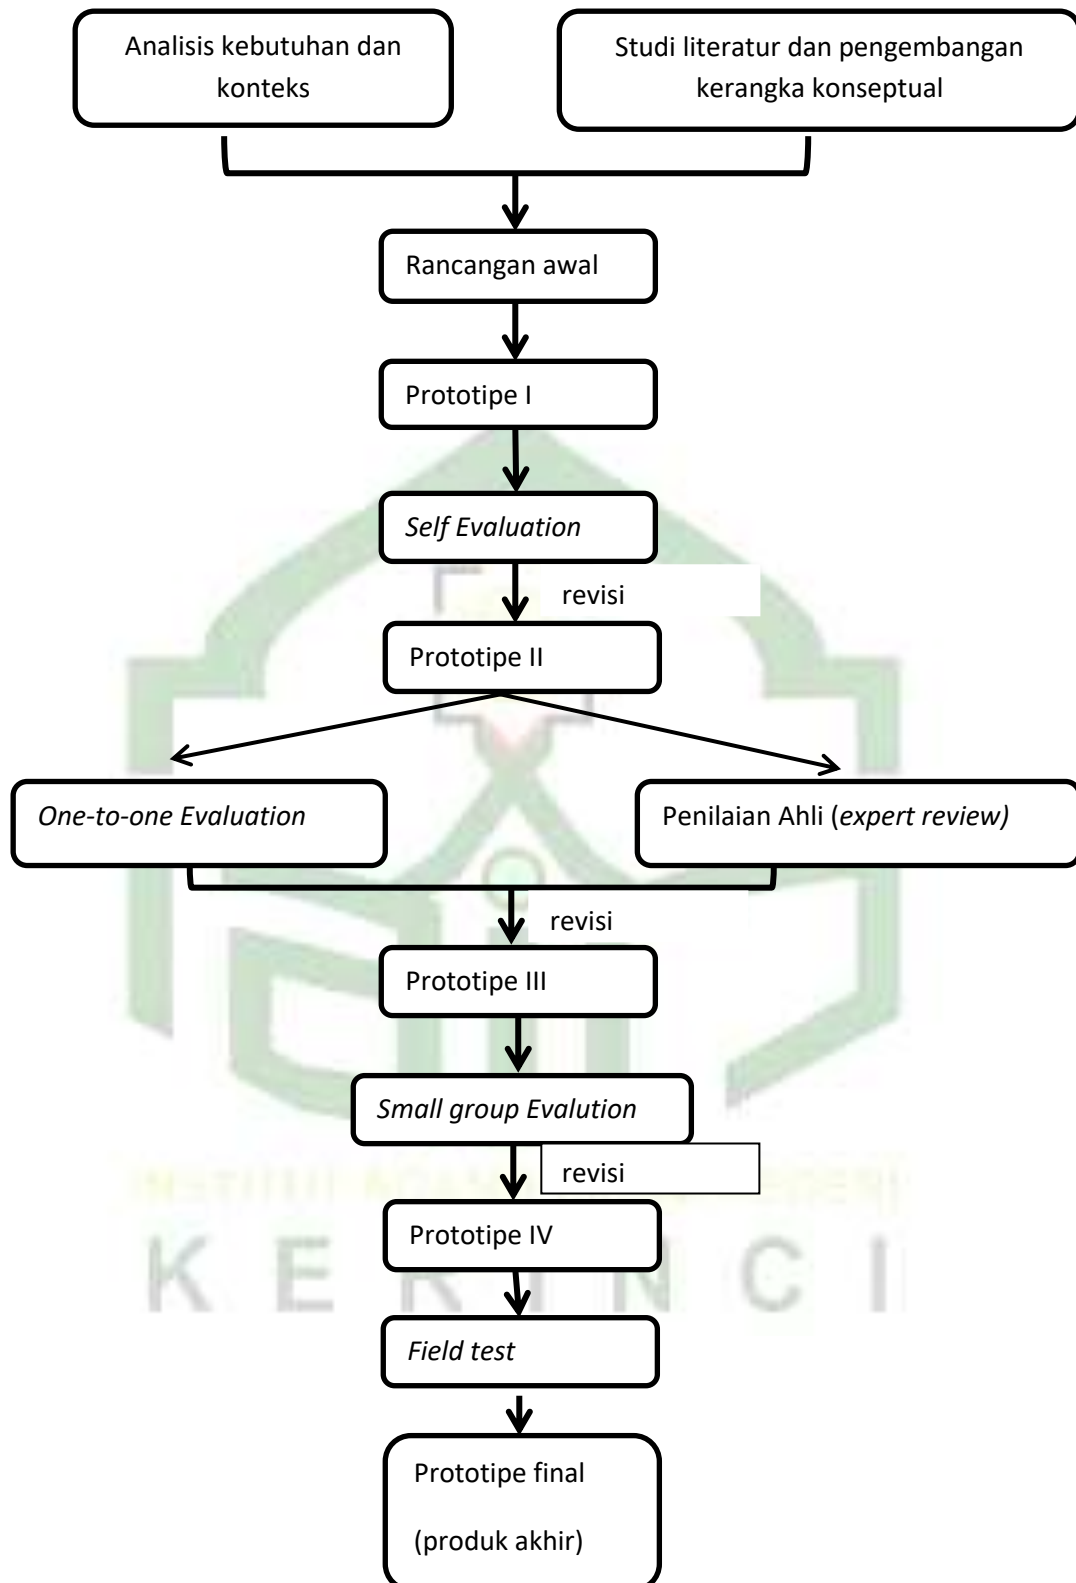 Analisis kebutuhan dan
konteks
Studi literatur dan pengembangan
kerangka konseptual
Rancangan awal
Prototipe I
Self Evaluation
revisi
Prototipe II
One-to-one Evaluation
Penilaian Ahli (expert review)
revisi
Prototipe III
Small group Evalution
revisi
Prototipe IV
KERINCI
Field test
Prototipe final
(produk akhir)